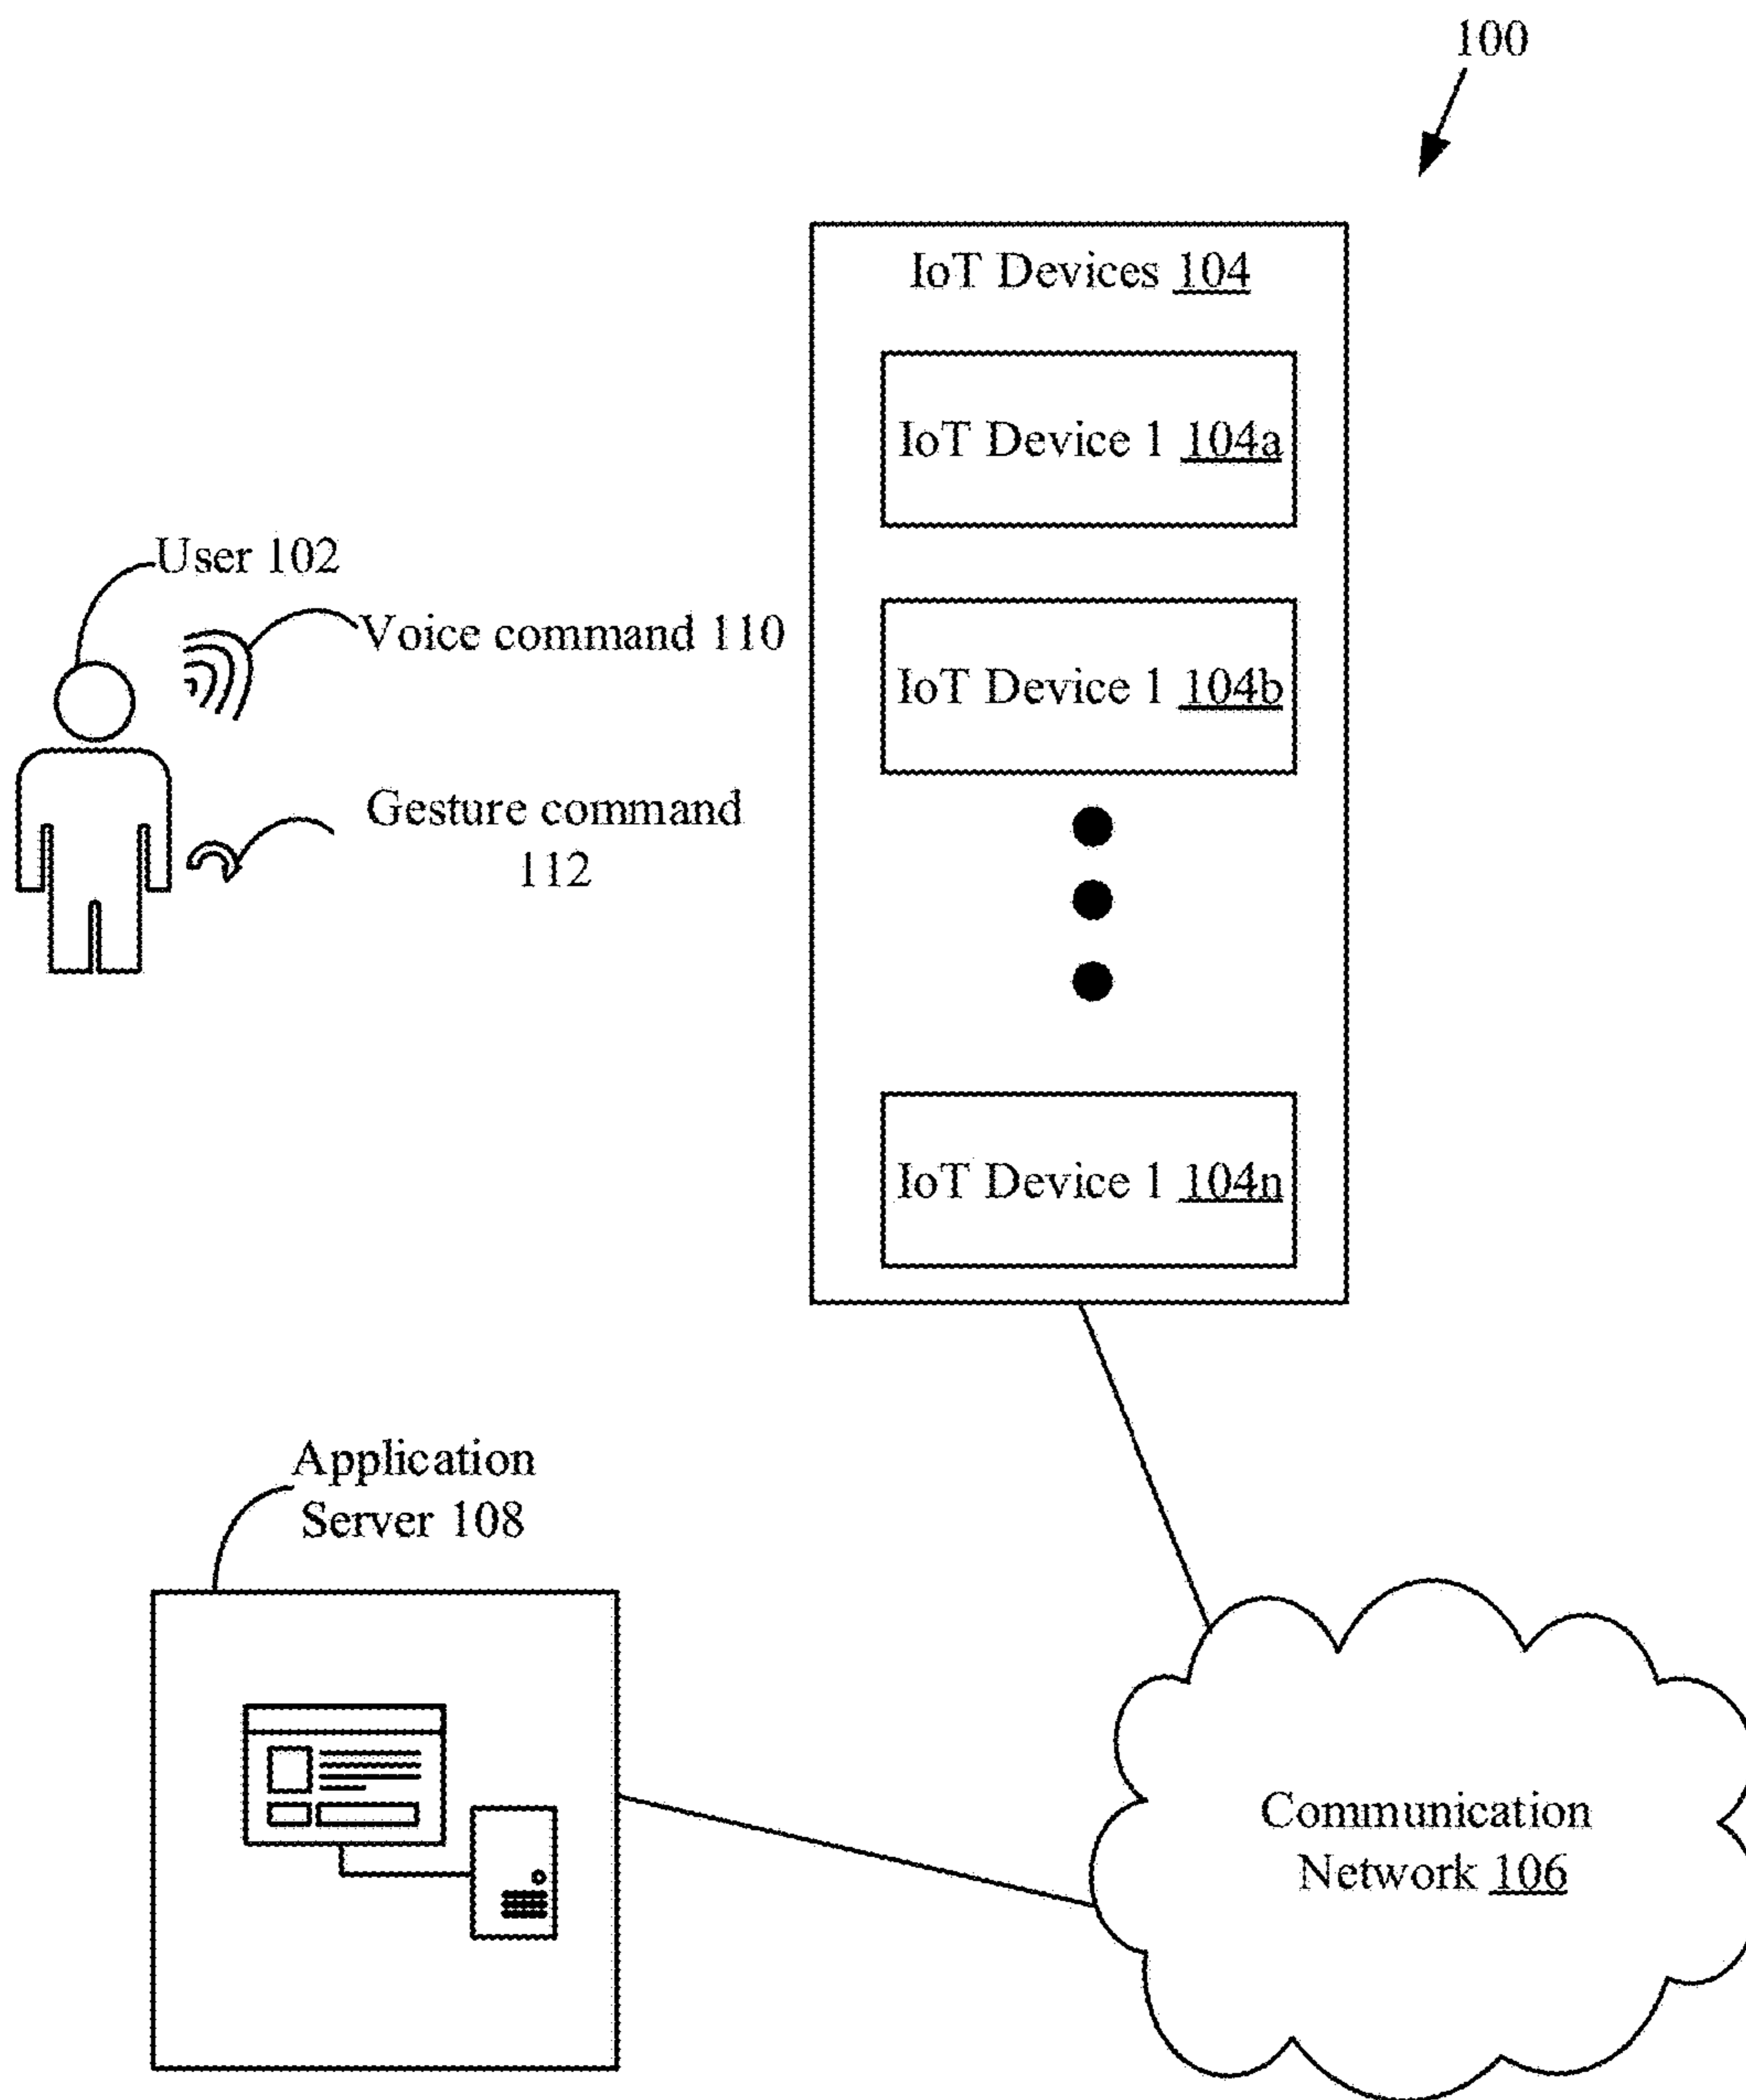 100
IoT Devices 104
IoT Device 1 104a
User 102
Voice command 110
IoT Device 1 104b
Gesture command
112
IoT Device 1 104n
Application
Server 108
Communication
Network 106